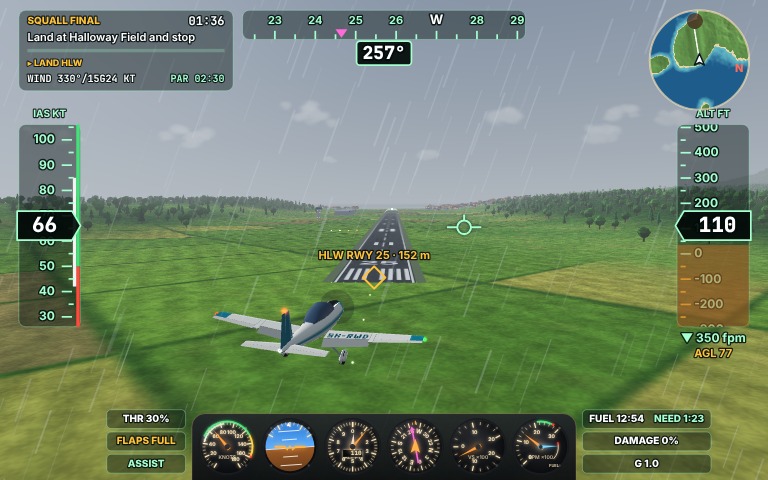 SQUALL FINAL 01:36
Land at Halloway Field and stop
▸ LAND HLW
WIND 330°/15G24 KT PAR 02:30
23 24 25 26 W 28 29
257°
N
IAS KT
100
90
80
66
60
50
40
30
ALT FT
500
400
300
200
110
0
-100
-200
▼ 350 fpm
AGL 77
HLW RWY 25 · 152 m
THR 30%
FLAPS FULL
ASSIST
FUEL 12:54 NEED 1:23
DAMAGE 0%
G 1.0